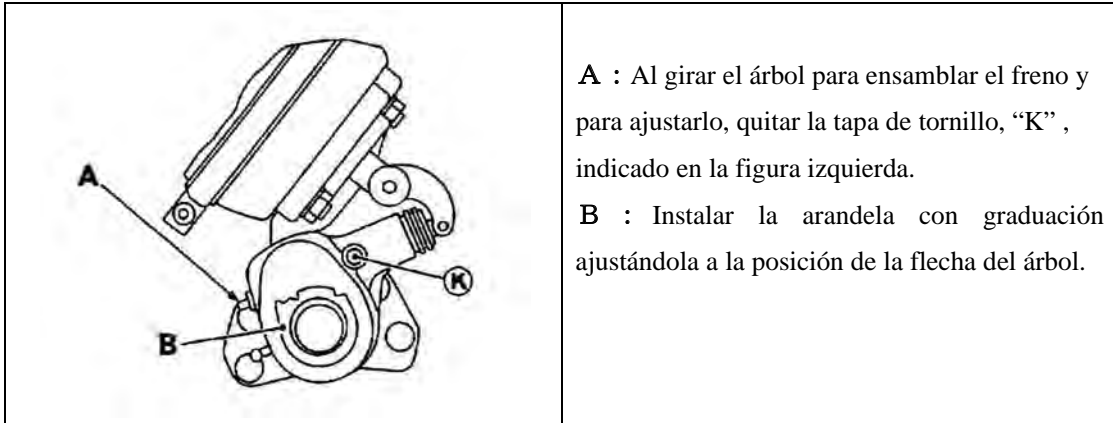 A
B
K
A : Al girar el árbol para ensamblar el freno y
para ajustarlo, quitar la tapa de tornillo, “K” ,
indicado en la figura izquierda.
B : Instalar la arandela con graduación
ajustándola a la posición de la flecha del árbol.